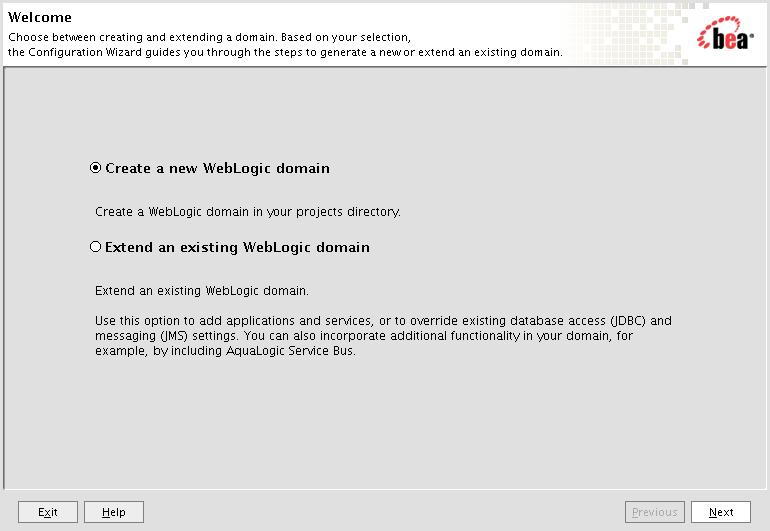 Welcome
Choose between creating and extending a domain. Based on your selection,
the Configuration Wizard guides you through the steps to generate a new or extend an existing domain.
bea
Create a new WebLogic domain
Create a WebLogic domain in your projects directory.
Extend an existing WebLogic domain
Extend an existing WebLogic domain.
Use this option to add applications and services, or to override existing database access (JDBC) and
messaging (JMS) settings. You can also incorporate additional functionality in your domain, for
example, by including AquaLogic Service Bus.
Exit Help Previous Next